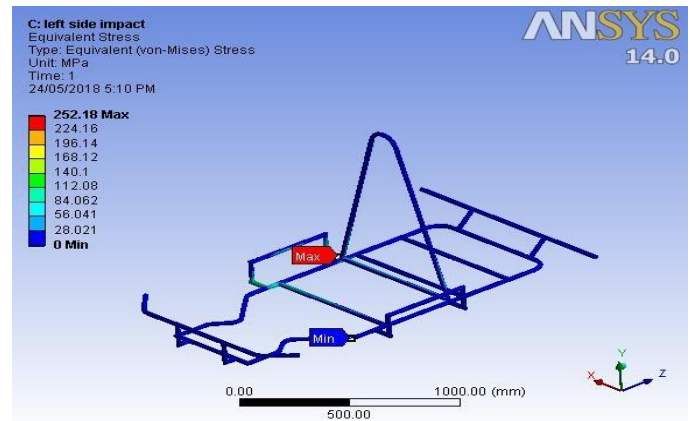 C: left side impact
Equivalent Stress
Type: Equivalent (von-Mises) Stress
Unit: MPa
Time: 1
24/05/2018 5:10 PM
252.18 Max
224.16
196.14
168.12
140.1
112.08
84.062
56.041
28.021
0 Min
ANSYS
14.0
Max
Min
0.00
1000.00 (mm)
500.00
Y
X
Z